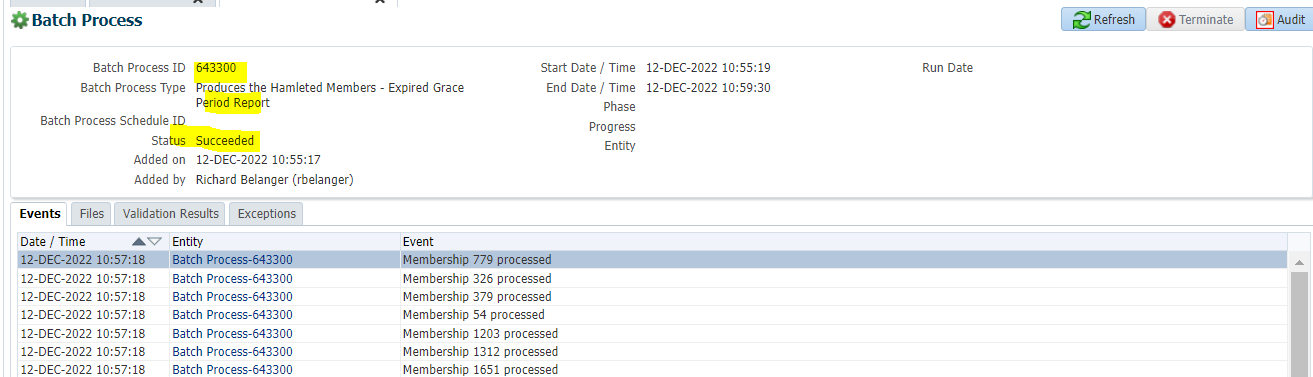 Batch Process
Refresh
Terminate
Audit
Batch Process ID 643300
Batch Process Type Produces the Hamleted Members - Expired Grace
Period Report
Batch Process Schedule ID
Status Succeeded
Added on 12-DEC-2022 10:55:17
Added by Richard Belanger (rbelanger)
Start Date / Time 12-DEC-2022 10:55:19
End Date / Time 12-DEC-2022 10:59:30
Phase
Progress
Entity
Run Date
Events Files Validation Results Exceptions
Date / Time Entity Event
12-DEC-2022 10:57:18 Batch Process-643300 Membership 779 processed
12-DEC-2022 10:57:18 Batch Process-643300 Membership 326 processed
12-DEC-2022 10:57:18 Batch Process-643300 Membership 379 processed
12-DEC-2022 10:57:18 Batch Process-643300 Membership 54 processed
12-DEC-2022 10:57:18 Batch Process-643300 Membership 1203 processed
12-DEC-2022 10:57:18 Batch Process-643300 Membership 1312 processed
12-DEC-2022 10:57:18 Batch Process-643300 Membership 1651 processed